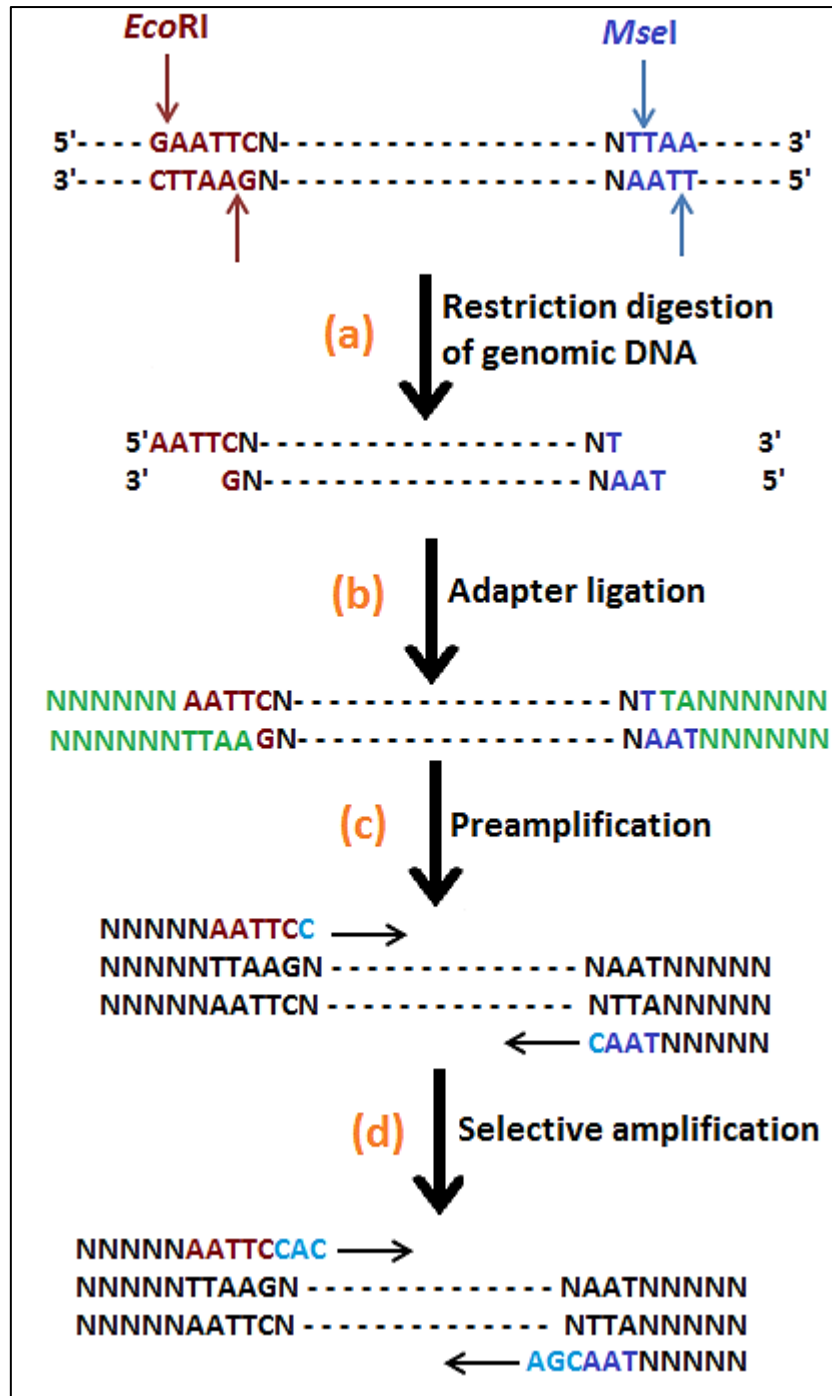 EcoRI MseI
5'- - - - GAATTCN- - - - - - - - - - - - - - - - - - -NTTAA- - - - - 3'
3'- - - - CTTAAGN- - - - - - - - - - - - - - - - - - -NAATT- - - - - 5'
(a) Restriction digestion
of genomic DNA
5'AATTCN- - - - - - - - - - - - - - - - - - -NT 3'
3' GN- - - - - - - - - - - - - - - - - - -NAAT 5'
(b) Adapter ligation
NNNNNN AATTCN- - - - - - - - - - - - - - - - - - -NT TANNNNNN
NNNNNNTTAAGN- - - - - - - - - - - - - - - - - - -NAATNNNNNN
(c) Preamplification
NNNNNAATTCC
NNNNNTTAAGN- - - - - - - - - - - - - - NAATNNNNN
NNNNNAATTCN- - - - - - - - - - - - - - NTTANNNNN
CAATNNNNN
(d) Selective amplification
NNNNNAATTCCAC
NNNNNTTAAGN- - - - - - - - - - - - - - NAATNNNNN
NNNNNAATTCN- - - - - - - - - - - - - - NTTANNNNN
AGCAATNNNNN